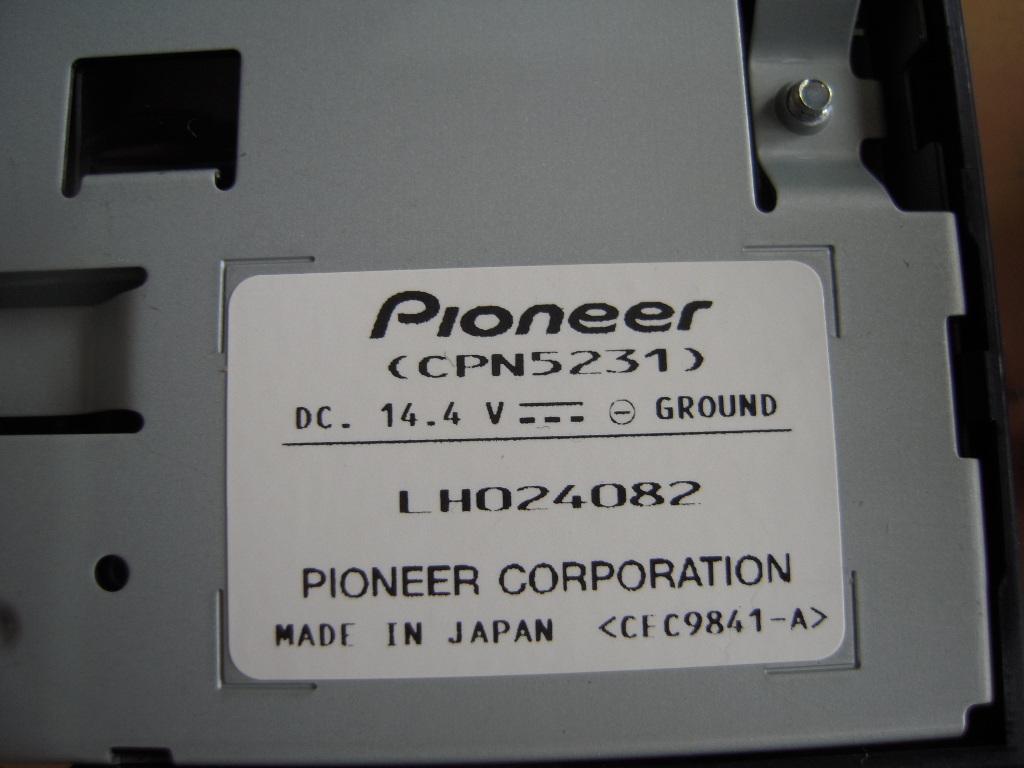 Pioneer
(CPN5231)
DC. 14.4 V ⎓ ⊖ GROUND
LH024082
PIONEER CORPORATION
MADE IN JAPAN <CEC9841-A>